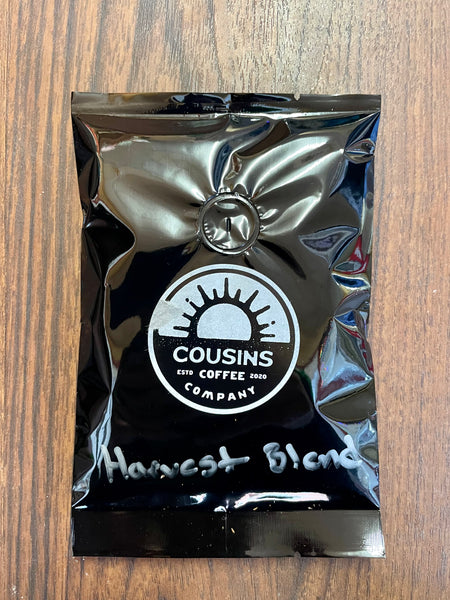 COUSINS
ESTD COFFEE 2020
COMPANY
Harvest Blend